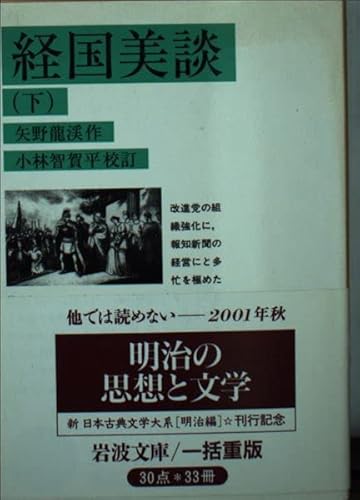 経国美談
(下)
矢野龍渓作
小林智賀平校訂
改進党の組
織強化に。
報知新聞の
経営にと多
忙を極めた
他では読めない——2001年秋
明治の
思想と文学
新日本古典文学大系[明治編]☆刊行記念
岩波文庫/一括重版
30点*33冊